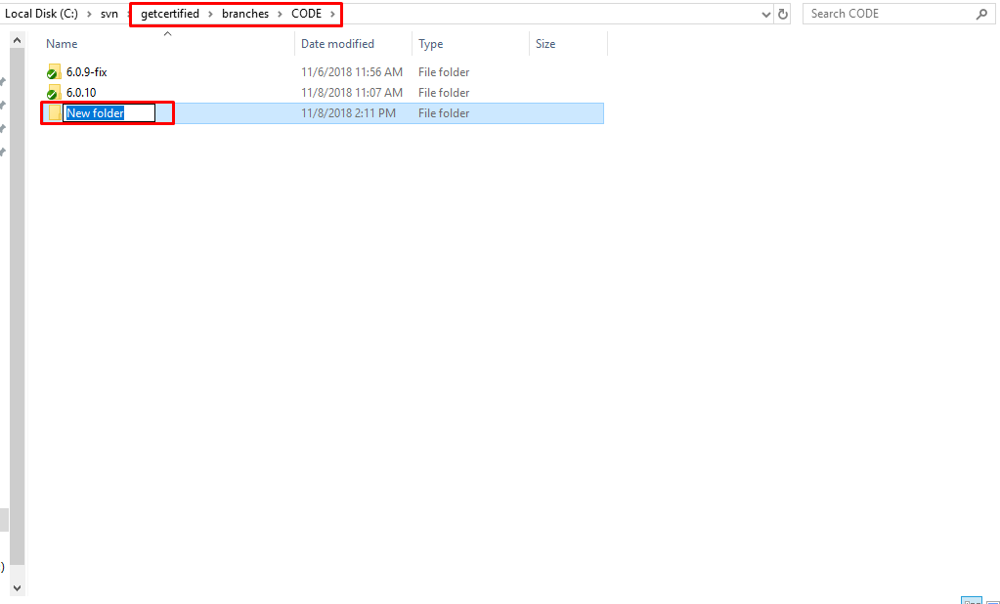 Local Disk (C:) > svn > getcertified > branches > CODE > Search CODE
Name Date modified Type Size
6.0.9-fix 11/6/2018 11:56 AM File folder
6.0.10 11/8/2018 11:07 AM File folder
New folder 11/8/2018 2:11 PM File folder
)